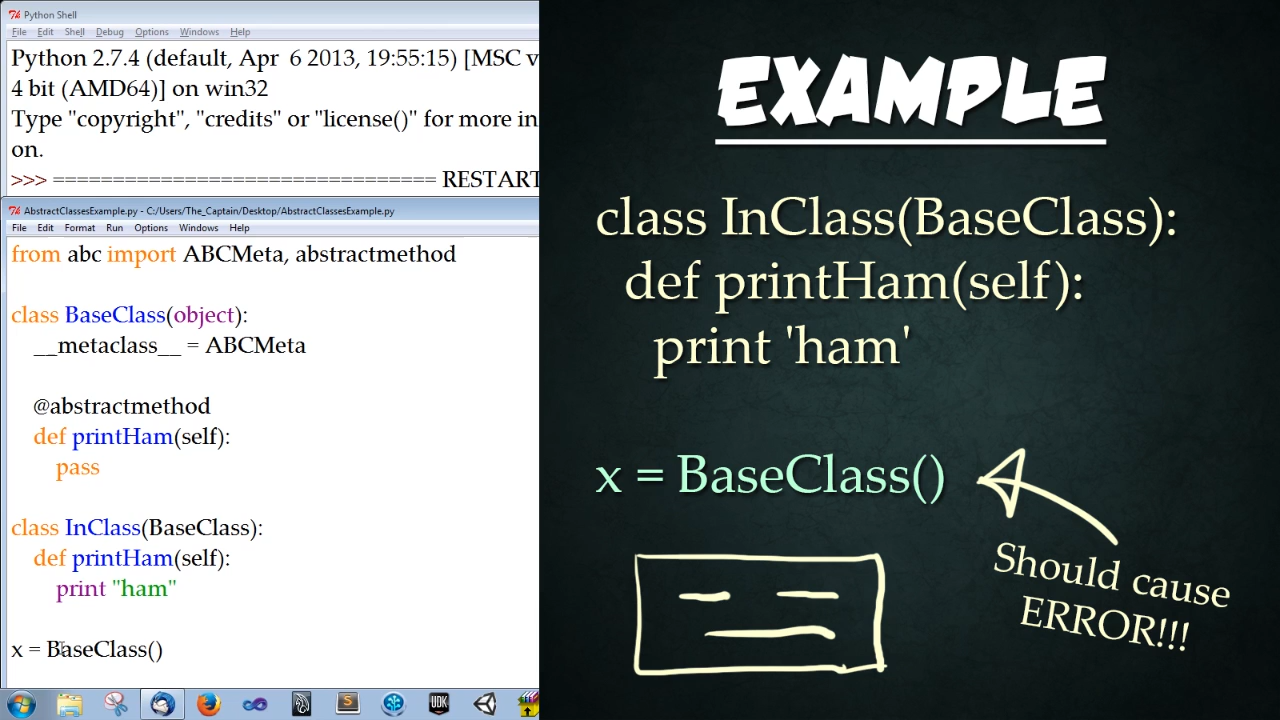 Python Shell
File Edit Shell Debug Options Windows Help
Python 2.7.4 (default, Apr  6 2013, 19:55:15) [MSC v
4 bit (AMD64)] on win32
Type "copyright", "credits" or "license()" for more in
on.
>>> ================================ RESTART
AbstractClassesExample.py - C:/Users/The_Captain/Desktop/AbstractClassesExample.py
File Edit Format Run Options Windows Help
from abc import ABCMeta, abstractmethod
class BaseClass(object):
__metaclass__ = ABCMeta
@abstractmethod
def printHam(self):
pass
class InClass(BaseClass):
def printHam(self):
print "ham"
x = BaseClass()
UDK
EXAMPLE
class InClass(BaseClass):
def printHam(self):
print 'ham'
x = BaseClass()
Should cause
ERROR!!!